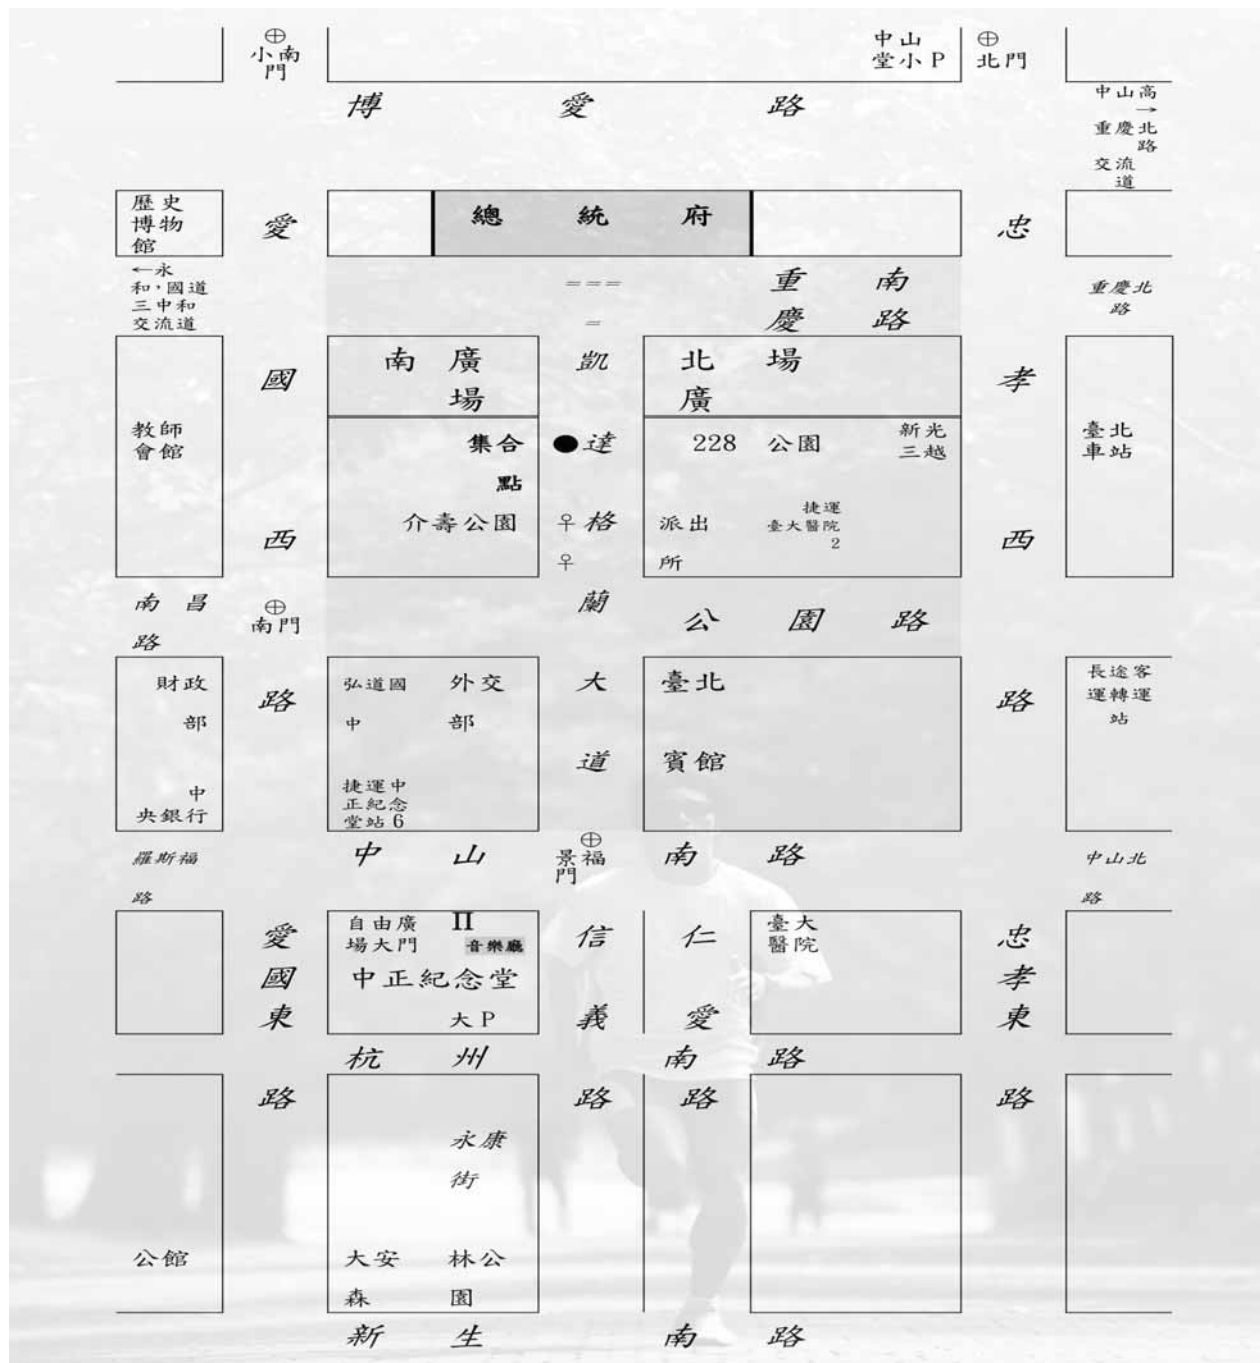 ⊕ 小南門
中山堂小 P
⊕ 北門
博 愛 路
中山高
→
重慶北路
交流道
歷史博物館
愛
總 統 府
忠
←永和，國道三中和交流道
===
=
重 南
慶 路
重慶北路
國
南 廣
場
凱
北 場
廣
孝
教師會館
集合
點
●達
228 公園
新光三越
臺北車站
西
介壽公園
♀格
♀
派出
所
捷運臺大醫院 2
西
南 昌
路
⊕ 南門
蘭
公 園 路
財政
部
路
弘道國
中
外交
部
大
臺北
路
長途客運轉運站
中
央銀行
捷運中正紀念堂站 6
道
賓館
羅斯福
路
中 山
⊕ 景福門
南 路
中山北
路
愛
國
東
自由廣場大門
II
音樂廳
中正紀念堂
大 P
信
義
仁
愛
臺大醫院
忠
孝
東
杭 州 南 路
路
路
路
路
永康
街
公館
大安
森
林公
園
新 生 南 路